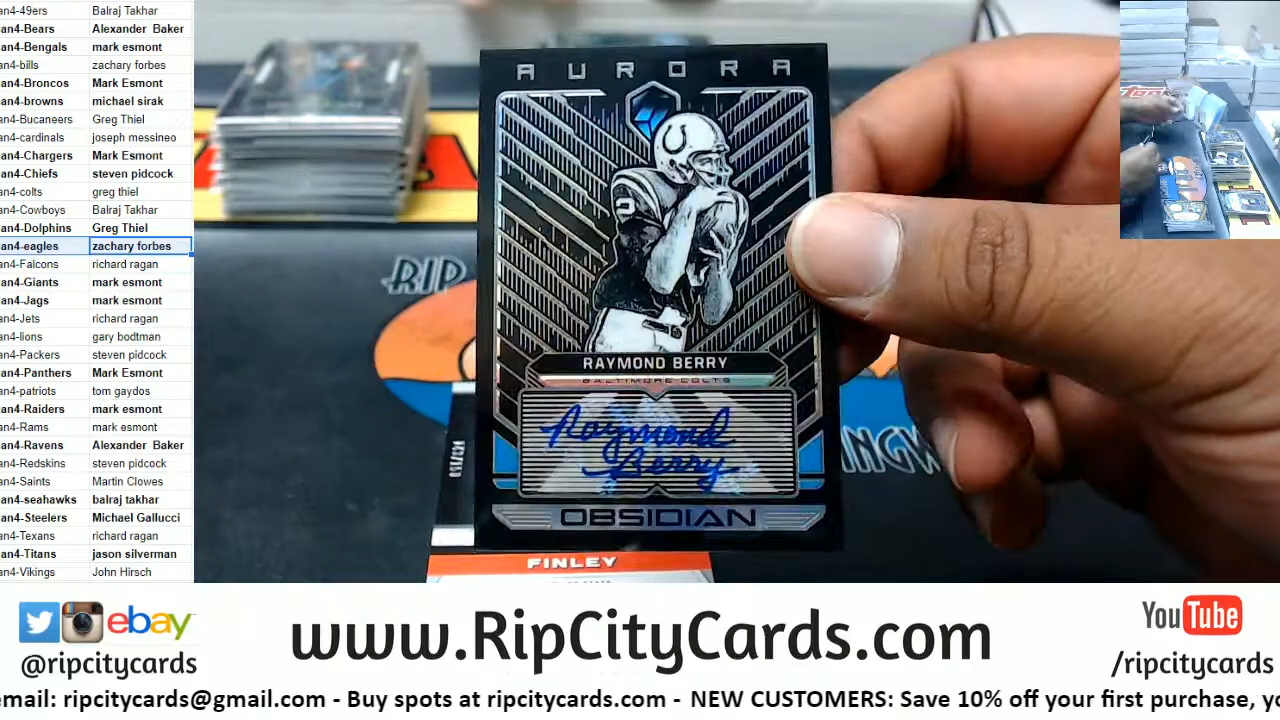 an4-49ers Balraj Takhar
an4-Bears Alexander Baker
an4-Bengals mark esmont
an4-bills zachary forbes
an4-Broncos Mark Esmont
an4-browns michael sirak
an4-Bucaneers Greg Thiel
an4-cardinals joseph messineo
an4-Chargers Mark Esmont
an4-Chiefs steven pidcock
an4-colts greg thiel
an4-Cowboys Balraj Takhar
an4-Dolphins Greg Thiel
an4-eagles zachary forbes
an4-Falcons richard ragan
an4-Giants mark esmont
an4-Jags mark esmont
an4-Jets richard ragan
an4-lions gary bodtman
an4-Packers steven pidcock
an4-Panthers Mark Esmont
an4-patriots tom gaydos
an4-Raiders mark esmont
an4-Rams mark esmont
an4-Ravens Alexander Baker
an4-Redskins steven pidcock
an4-Saints Martin Clowes
an4-seahawks balraj takhar
an4-Steelers Michael Gallucci
an4-Texans richard ragan
an4-Titans jason silverman
an4-Vikings John Hirsch
AURORA
RAYMOND BERRY
BALTIMORE COLTS
Raymond
Berry
OBSIDIAN
RIP
FINLEY
ebay
@ripcitycards
www.RipCityCards.com
YouTube
/ripcitycards
email: ripcitycards@gmail.com - Buy spots at ripcitycards.com - NEW CUSTOMERS: Save 10% off your first purchase, yo